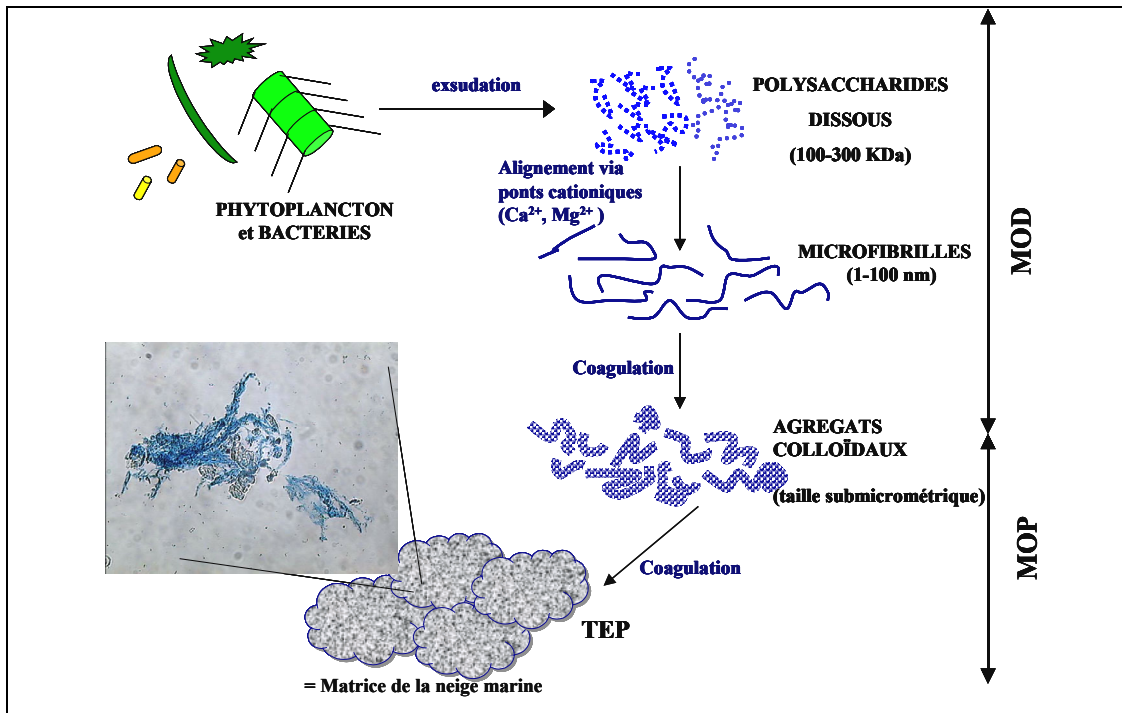 exsudation
POLYSACCHARIDES
DISSOUS
(100-300 KDa)
Alignement via
ponts cationiques
(Ca²⁺, Mg²⁺ )
PHYTOPLANCTON
et BACTERIES
MICROFIBRILLES
(1-100 nm)
MOD
Coagulation
AGREGATS
COLLOÏDAUX
(taille submicrométrique)
MOP
Coagulation
TEP
= Matrice de la neige marine